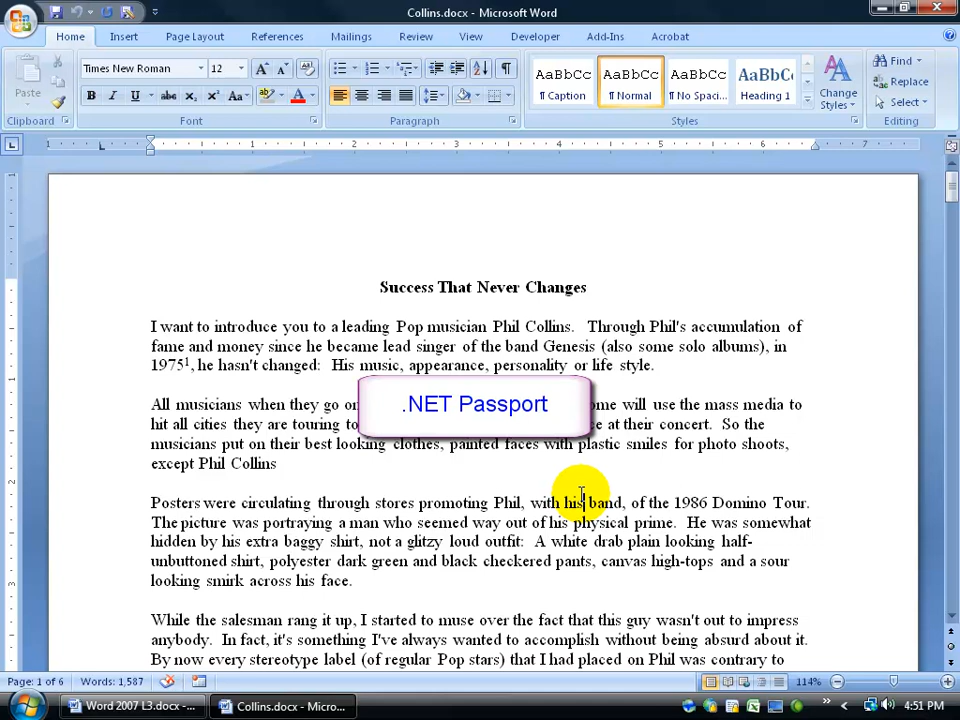 Collins.docx - Microsoft Word
Home Insert Page Layout References Mailings Review View Developer Add-Ins Acrobat
Paste
Clipboard
Times New Roman 12
Font
Paragraph
AaBbCc AaBbCc AaBbCc AaBbC
¶ Caption ¶ Normal ¶ No Spaci... Heading 1
Change Styles
Styles
Find
Replace
Select
Editing
1 1 2 3 4 5 6 7
Success That Never Changes
I want to introduce you to a leading Pop musician Phil Collins. Through Phil's accumulation of
fame and money since he became lead singer of the band Genesis (also some solo albums), in
1975¹, he hasn't changed: His music, appearance, personality or life style.
.NET Passport
All musicians when they go on ome will use the mass media to
hit all cities they are touring to e at their concert. So the
musicians put on their best looking clothes, painted faces with plastic smiles for photo shoots,
except Phil Collins
Posters were circulating through stores promoting Phil, with his band, of the 1986 Domino Tour.
The picture was portraying a man who seemed way out of his physical prime. He was somewhat
hidden by his extra baggy shirt, not a glitzy loud outfit: A white drab plain looking half-
unbuttoned shirt, polyester dark green and black checkered pants, canvas high-tops and a sour
looking smirk across his face.
While the salesman rang it up, I started to muse over the fact that this guy wasn't out to impress
anybody. In fact, it's something I've always wanted to accomplish without being absurd about it.
By now every stereotype label (of regular Pop stars) that I had placed on Phil was contrary to
Page: 1 of 6 Words: 1,587 114%
Word 2007 L3.docx -... Collins.docx - Micros... 4:51 PM